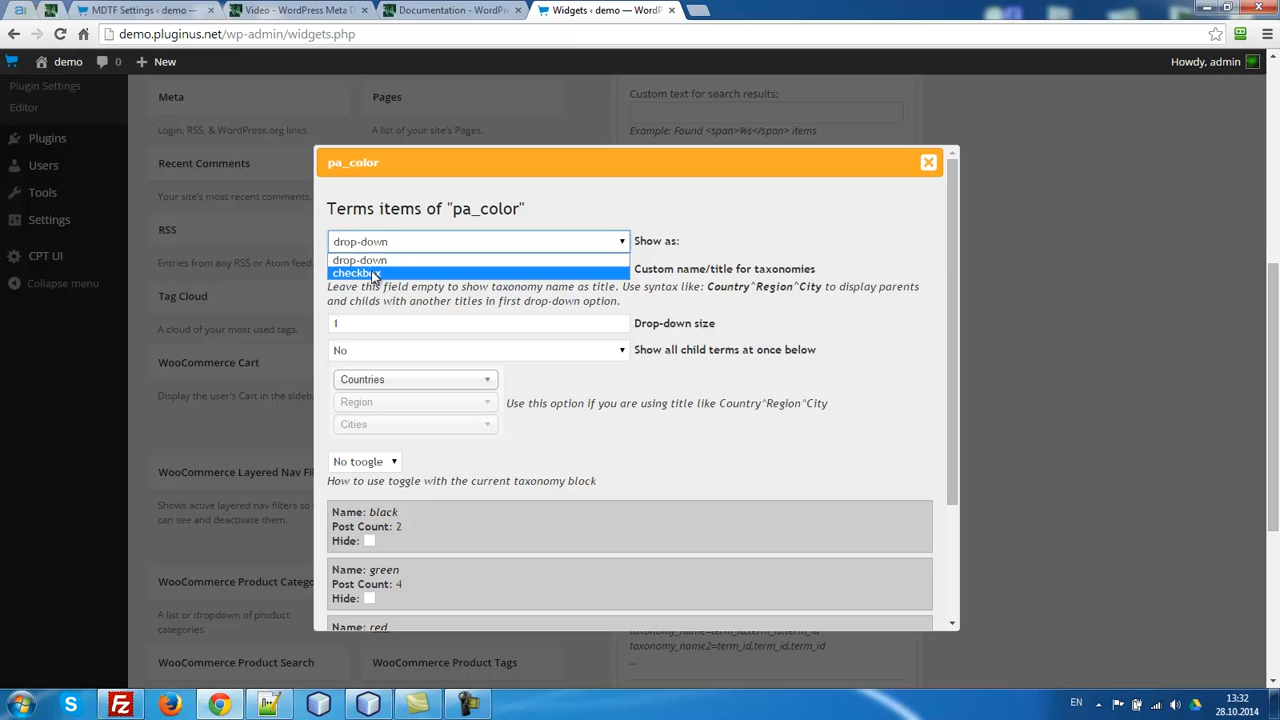 MDTF Settings ‹ demo — W
Video - WordPress Meta D
Documentation - WordPr
Widgets ‹ demo — WordP
demo.pluginus.net/wp-admin/widgets.php
demo
0
New
Howdy, admin
Plugin Settings
Editor
Plugins
Users
Tools
Settings
CPT UI
Collapse menu
Meta
Pages
Login, RSS, & WordPress.org links.
A list of your site's Pages.
Recent Comments
Your site's most recent comments.
RSS
Entries from any RSS or Atom feed.
Tag Cloud
A cloud of your most used tags.
WooCommerce Cart
Display the user's Cart in the sideba
WooCommerce Layered Nav Fil
Shows active layered nav filters so
can see and deactivate them.
WooCommerce Product Catego
A list or dropdown of product
categories.
WooCommerce Product Search
WooCommerce Product Tags
Custom text for search results:
Example: Found <span>%s</span> items
pa_color
Terms items of "pa_color"
drop-down
Show as:
drop-down
checkbox
Custom name/title for taxonomies
Leave this field empty to show taxonomy name as title. Use syntax like: Country^Region^City to display parents
and childs with another titles in first drop-down option.
1
Drop-down size
No
Show all child terms at once below
Countries
Region
Cities
Use this option if you are using title like Country^Region^City
No toogle
How to use toggle with the current taxonomy block
Name: black
Post Count: 2
Hide:
Name: green
Post Count: 4
Hide:
Name: red
taxonomy_name=term_id,term_id,term_id
taxonomy_name2=term_id,term_id,term_id
...
EN
13:32
28.10.2014